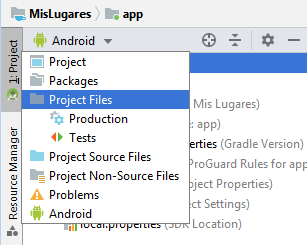 MisLugares app
Android
1: Project
Resource Manager
Project
Packages
Project Files
Production
Tests
Project Source Files
Project Non-Source Files
Problems
Android
Mis Lugares)
e: app)
erties (Gradle Version)
ProGuard Rules for app)
oject Properties)
ect Settings)
local.properties (SDK Location)